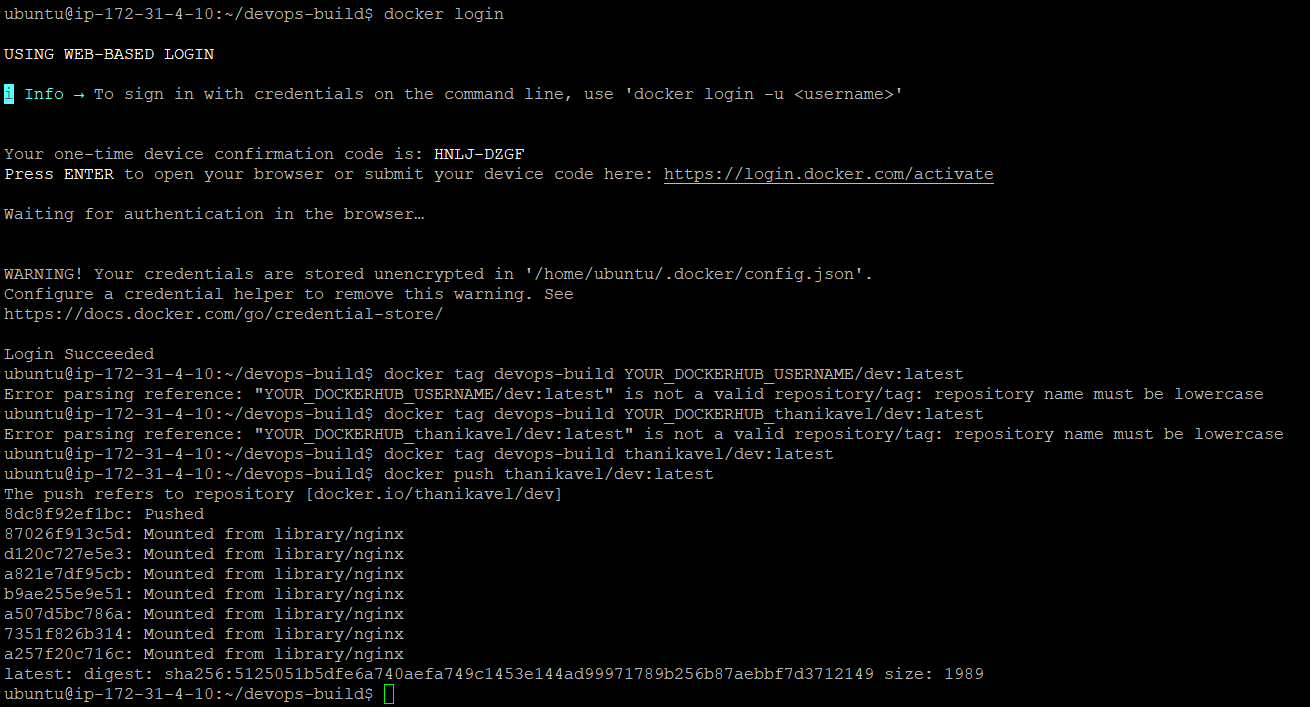 ubuntu@ip-172-31-4-10:~/devops-build$ docker login
USING WEB-BASED LOGIN
i Info → To sign in with credentials on the command line, use 'docker login -u <username>'
Your one-time device confirmation code is: HNLJ-DZGF
Press ENTER to open your browser or submit your device code here: https://login.docker.com/activate
Waiting for authentication in the browser…
WARNING! Your credentials are stored unencrypted in '/home/ubuntu/.docker/config.json'.
Configure a credential helper to remove this warning. See
https://docs.docker.com/go/credential-store/
Login Succeeded
ubuntu@ip-172-31-4-10:~/devops-build$ docker tag devops-build YOUR_DOCKERHUB_USERNAME/dev:latest
Error parsing reference: "YOUR_DOCKERHUB_USERNAME/dev:latest" is not a valid repository/tag: repository name must be lowercase
ubuntu@ip-172-31-4-10:~/devops-build$ docker tag devops-build YOUR_DOCKERHUB_thanikavel/dev:latest
Error parsing reference: "YOUR_DOCKERHUB_thanikavel/dev:latest" is not a valid repository/tag: repository name must be lowercase
ubuntu@ip-172-31-4-10:~/devops-build$ docker tag devops-build thanikavel/dev:latest
ubuntu@ip-172-31-4-10:~/devops-build$ docker push thanikavel/dev:latest
The push refers to repository [docker.io/thanikavel/dev]
8dc8f92ef1bc: Pushed
87026f913c5d: Mounted from library/nginx
d120c727e5e3: Mounted from library/nginx
a821e7df95cb: Mounted from library/nginx
b9ae255e9e51: Mounted from library/nginx
a507d5bc786a: Mounted from library/nginx
7351f826b314: Mounted from library/nginx
a257f20c716c: Mounted from library/nginx
latest: digest: sha256:5125051b5dfe6a740aefa749c1453e144ad99971789b256b87aebbf7d3712149 size: 1989
ubuntu@ip-172-31-4-10:~/devops-build$